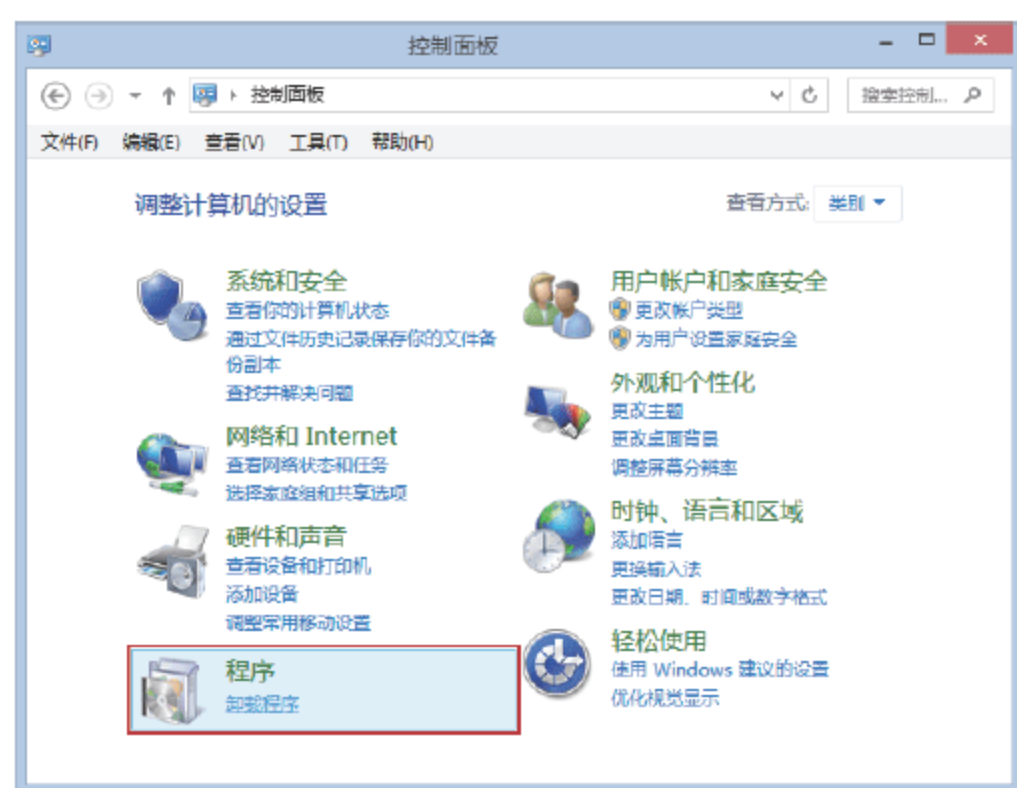 控制面板
控制面板
搜索控制...
文件(F) 编辑(E) 查看(V) 工具(T) 帮助(H)
调整计算机的设置
查看方式: 类别
系统和安全
查看你的计算机状态
通过文件历史记录保存你的文件备
份副本
查找并解决问题
网络和 Internet
查看网络状态和任务
选择家庭组和共享选项
硬件和声音
查看设备和打印机
添加设备
调整常用移动设置
程序
卸载程序
用户帐户和家庭安全
更改帐户类型
为用户设置家庭安全
外观和个性化
更改主题
更改桌面背景
调整屏幕分辨率
时钟、语言和区域
添加语言
更换输入法
更改日期、时间或数字格式
轻松使用
使用 Windows 建议的设置
优化视觉显示